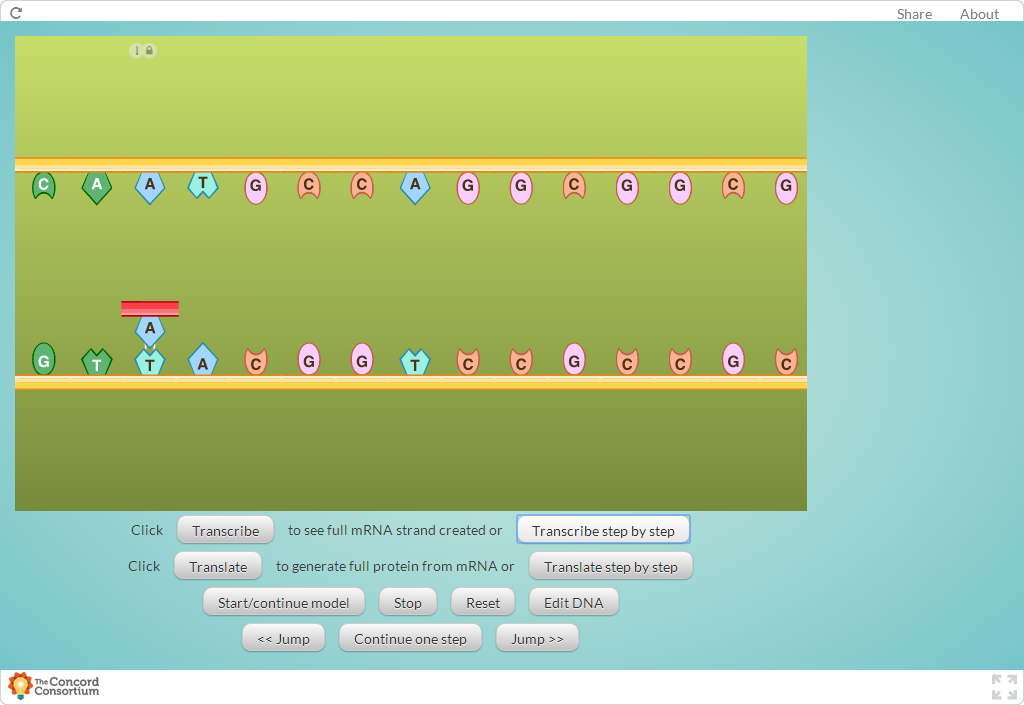 Share About
C A A T G C C A G G C G G C G
A
G T T A C G G T C C G C C G C
Click Transcribe to see full mRNA strand created or Transcribe step by step
Click Translate to generate full protein from mRNA or Translate step by step
Start/continue model Stop Reset Edit DNA
<< Jump Continue one step Jump >>
The Concord
Consortium